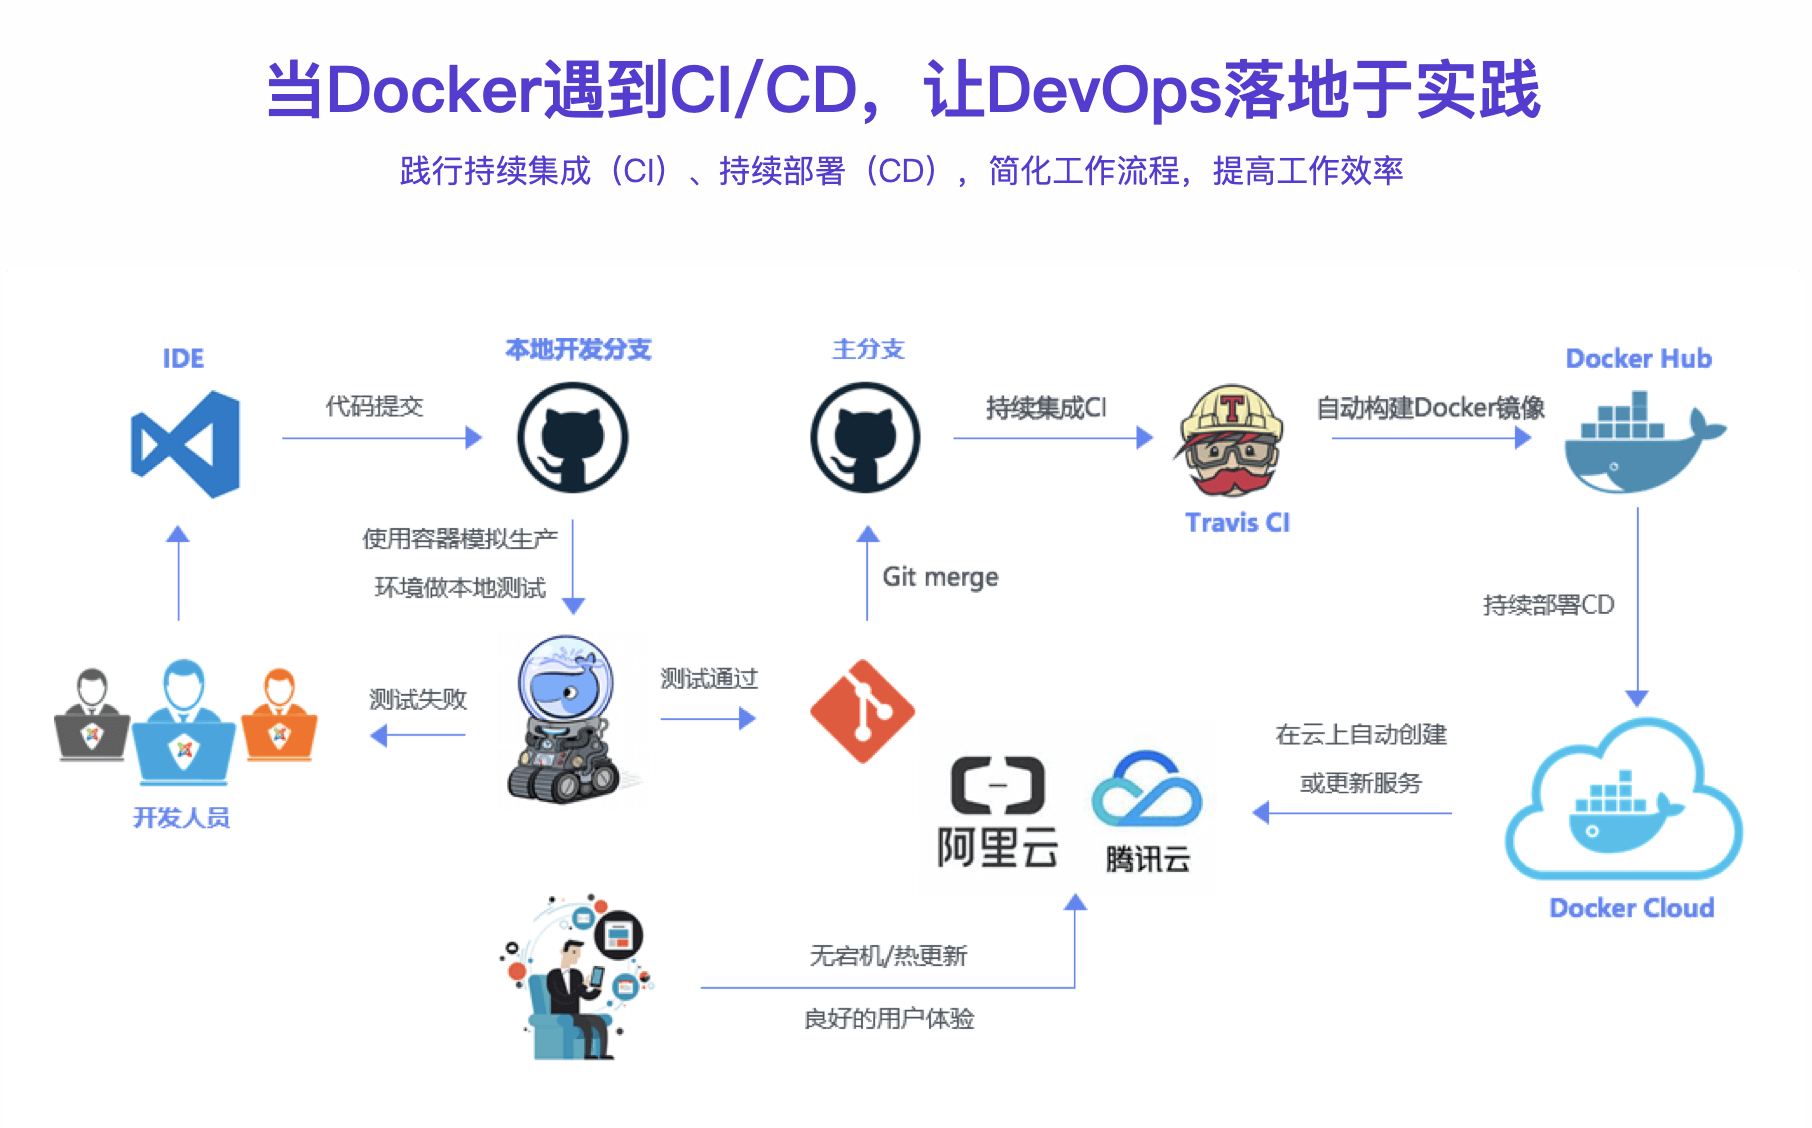 当Docker遇到CI/CD，让DevOps落地于实践
践行持续集成（CI）、持续部署（CD），简化工作流程，提高工作效率
IDE
代码提交
本地开发分支
主分支
持续集成CI
Travis CI
自动构建Docker镜像
Docker Hub
使用容器模拟生产
环境做本地测试
Git merge
持续部署CD
开发人员
测试失败
测试通过
阿里云
腾讯云
在云上自动创建
或更新服务
Docker Cloud
无宕机/热更新
良好的用户体验